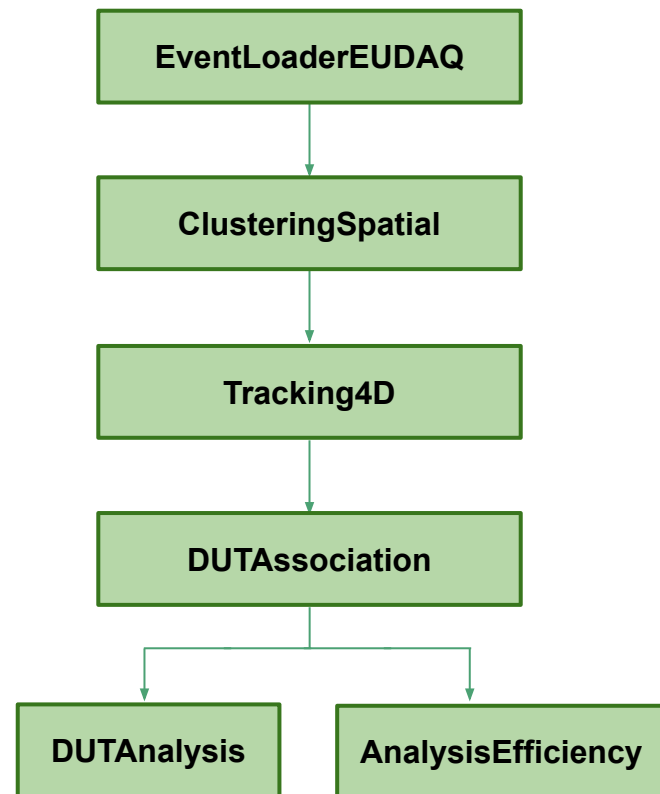 EventLoaderEUDAQ
ClusteringSpatial
Tracking4D
DUTAssociation
DUTAnalysis
AnalysisEfficiency